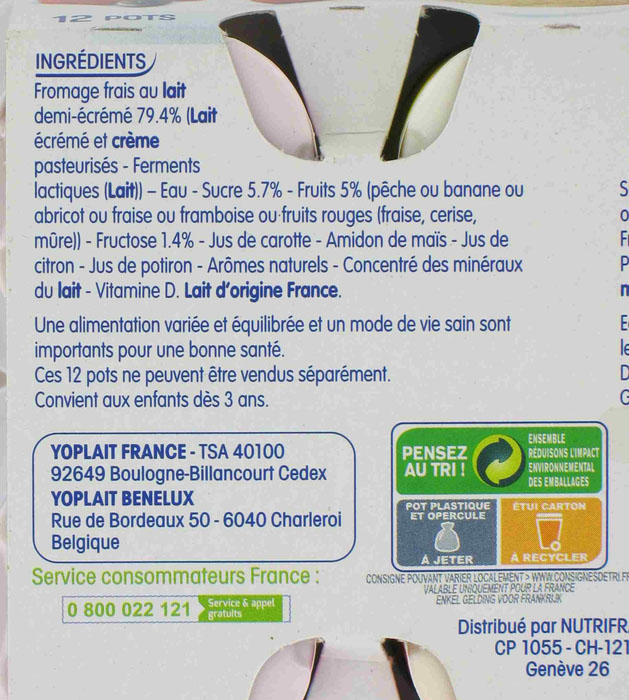 12 POTS
INGRÉDIENTS
Fromage frais au lait
demi-écrémé 79.4% (Lait
écrémé et crème
pasteurisés - Ferments
lactiques (Lait)) – Eau - Sucre 5.7% - Fruits 5% (pêche ou banane ou
abricot ou fraise ou framboise ou fruits rouges (fraise, cerise,
mûre)) - Fructose 1.4% - Jus de carotte - Amidon de maïs - Jus de
citron - Jus de potiron - Arômes naturels - Concentré des minéraux
du lait - Vitamine D. Lait d'origine France.
Une alimentation variée et équilibrée et un mode de vie sain sont
importants pour une bonne santé.
Ces 12 pots ne peuvent être vendus séparément.
Convient aux enfants dès 3 ans.
YOPLAIT FRANCE - TSA 40100
92649 Boulogne-Billancourt Cedex
YOPLAIT BENELUX
Rue de Bordeaux 50 - 6040 Charleroi
Belgique
Service consommateurs France :
0 800 022 121
Service & appel
gratuits
PENSEZ
AU TRI !
ENSEMBLE
RÉDUISONS L'IMPACT
ENVIRONNEMENTAL
DES EMBALLAGES
POT PLASTIQUE
ET OPERCULE
À JETER
ÉTUI CARTON
À RECYCLER
CONSIGNE POUVANT VARIER LOCALEMENT > WWW.CONSIGNESDETRI.FR
VALABLE UNIQUEMENT POUR LA FRANCE
ENKEL GELDING VOOR FRANKRIJK
Distribué par NUTRIFRA
CP 1055 - CH-121
Genève 26